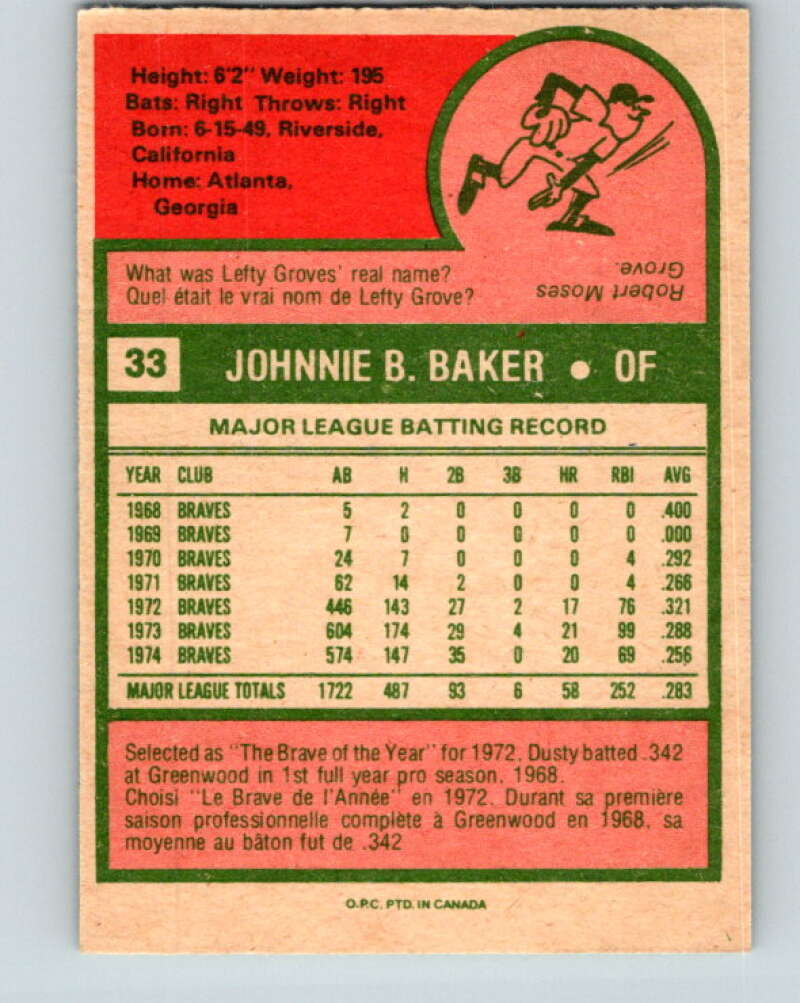 Height: 6'2" Weight: 195
Bats: Right Throws: Right
Born: 6-15-49, Riverside,
California
Home: Atlanta,
Georgia
What was Lefty Groves' real name?
Quel était le vrai nom de Lefty Grove?
Robert Moses
Grove.
33 JOHNNIE B. BAKER • OF
MAJOR LEAGUE BATTING RECORD
YEAR CLUB AB H 2B 3B HR RBI AVG
1968 BRAVES 5 2 0 0 0 0 .400
1969 BRAVES 7 0 0 0 0 0 .000
1970 BRAVES 24 7 0 0 0 4 .292
1971 BRAVES 62 14 2 0 0 4 .266
1972 BRAVES 446 143 27 2 17 76 .321
1973 BRAVES 604 174 29 4 21 99 .288
1974 BRAVES 574 147 35 0 20 69 .256
MAJOR LEAGUE TOTALS 1722 487 93 6 58 252 .283
Selected as "The Brave of the Year" for 1972, Dusty batted .342
at Greenwood in 1st full year pro season, 1968.
Choisi "Le Brave de l'Année" en 1972. Durant sa première
saison professionnelle complète à Greenwood en 1968, sa
moyenne au bâton fut de .342
O.P.C. PTD. IN CANADA